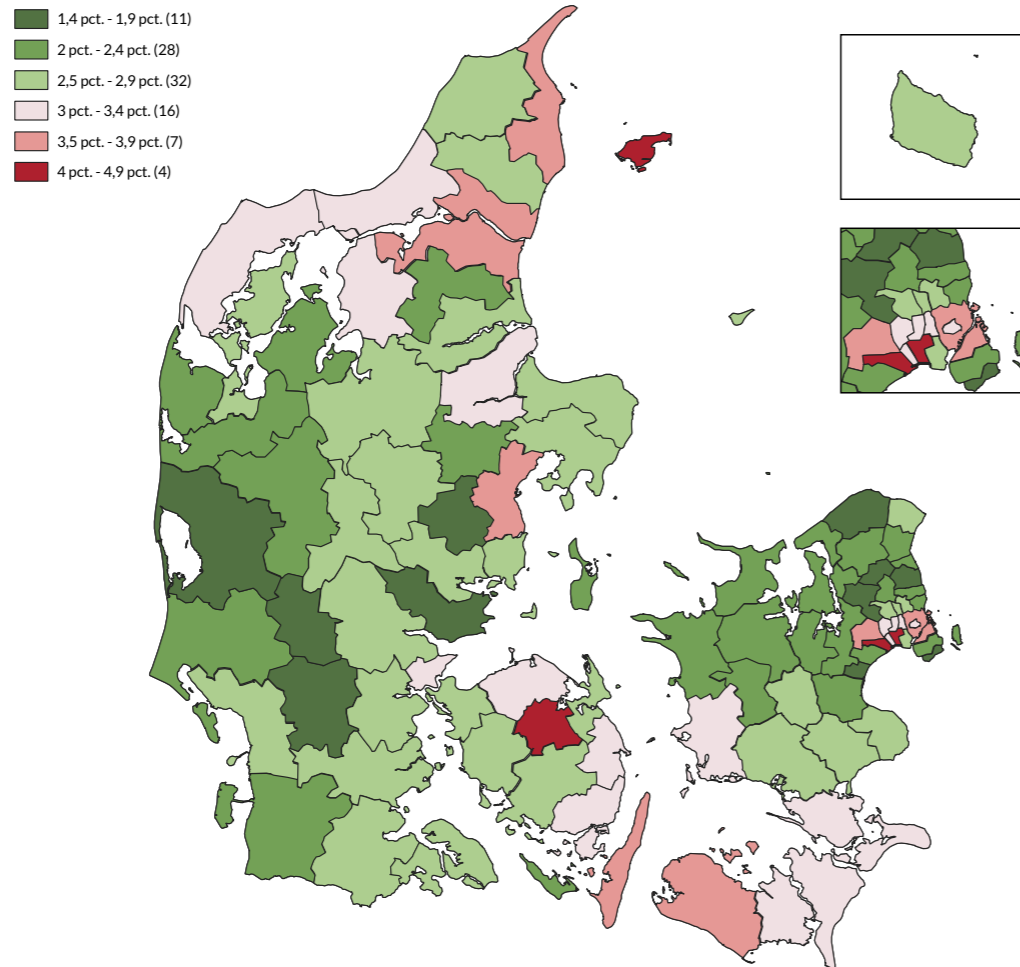 1,4 pct. - 1,9 pct. (11)
2 pct. - 2,4 pct. (28)
2,5 pct. - 2,9 pct. (32)
3 pct. - 3,4 pct. (16)
3,5 pct. - 3,9 pct. (7)
4 pct. - 4,9 pct. (4)